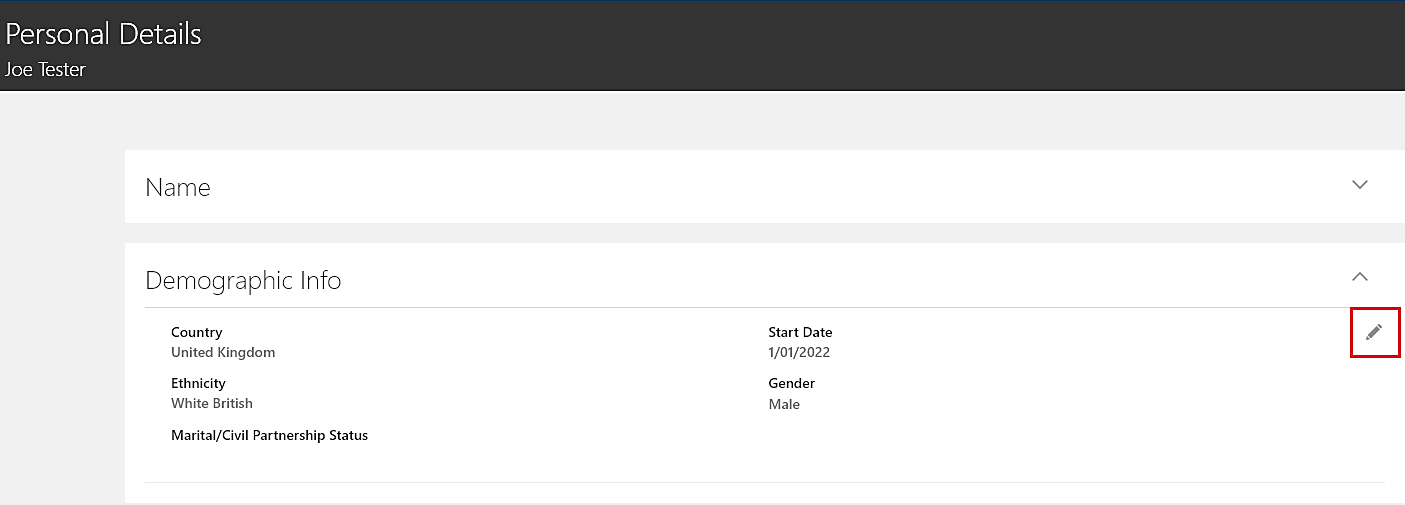 Personal Details
Joe Tester
Name
Demographic Info
Country
United Kingdom
Start Date
1/01/2022
Ethnicity
White British
Gender
Male
Marital/Civil Partnership Status